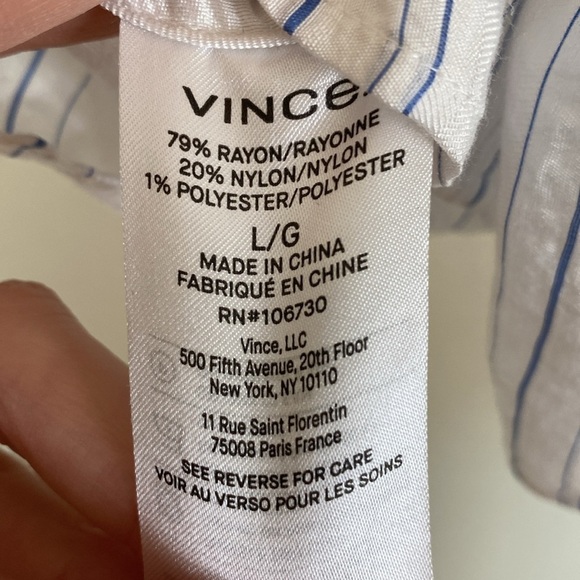 VINCE.
79% RAYON/RAYONNE
20% NYLON/NYLON
1% POLYESTER/POLYESTER
L/G
MADE IN CHINA
FABRIQUÉ EN CHINE
RN#106730
Vince, LLC
500 Fifth Avenue, 20th Floor
New York, NY 10110
11 Rue Saint Florentin
75008 Paris France
SEE REVERSE FOR CARE
VOIR AU VERSO POUR LES SOINS